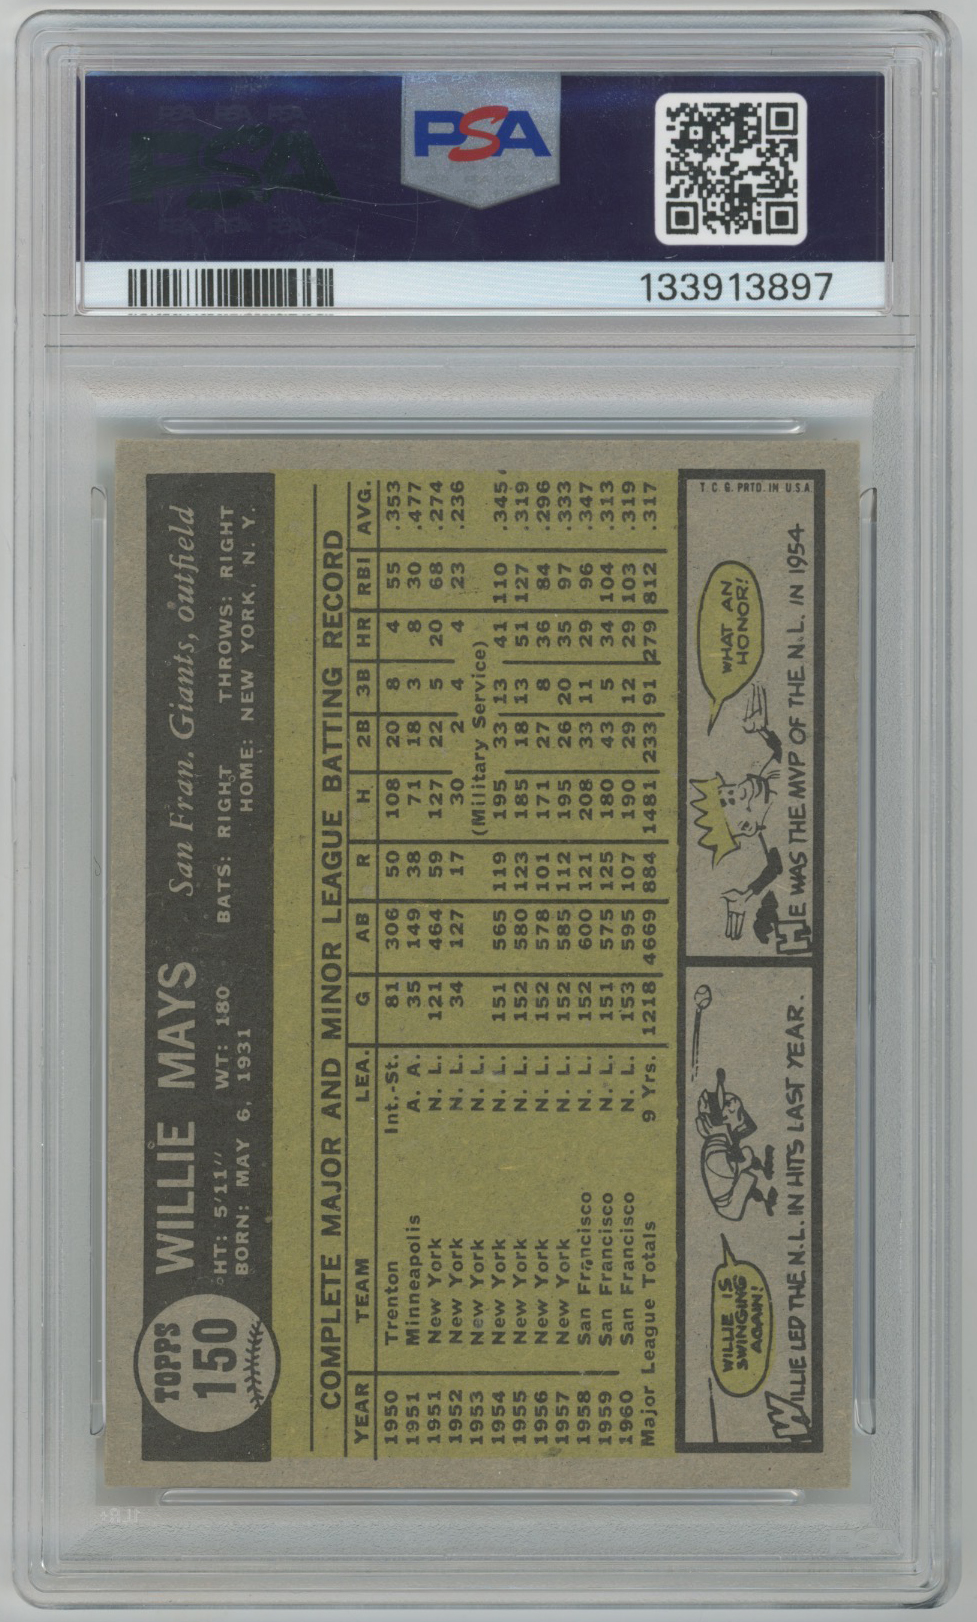 PSA
133913897
TOPPS
150
WILLIE MAYS San Fran. Giants, outfield
HT: 5'11" WT: 180 BATS: RIGHT THROWS: RIGHT
BORN: MAY 6, 1931 HOME: NEW YORK, N. Y.
COMPLETE MAJOR AND MINOR LEAGUE BATTING RECORD
YEAR TEAM LEA. G AB R H 2B 3B HR RBI AVG.
1950 Trenton Int.-St. 81 306 50 108 20 8 4 55 .353
1951 Minneapolis A. A. 35 149 38 71 18 3 8 30 .477
1951 New York N. L. 121 464 59 127 22 5 20 68 .274
1952 New York N. L. 34 127 17 30 2 4 4 23 .236
1953 New York N. L. (Military Service)
1954 New York N. L. 151 565 119 195 33 13 41 110 .345
1955 New York N. L. 152 580 123 185 18 13 51 127 .319
1956 New York N. L. 152 578 101 171 27 8 36 84 .296
1957 New York N. L. 152 585 112 195 26 20 35 97 .333
1958 San Francisco N. L. 152 600 121 208 33 11 29 96 .347
1959 San Francisco N. L. 151 575 125 180 43 5 34 104 .313
1960 San Francisco N. L. 153 595 107 190 29 12 29 103 .319
Major League Totals 9 Yrs. 1218 4669 884 1481 233 91 279 812 .317
WILLIE IS
SWINGING
AGAIN!
WILLIE LED THE N.L. IN HITS LAST YEAR.
WHAT AN
HONOR!
HE WAS THE MVP OF THE N.L. IN 1954
T. C. G. PRTD. IN U.S.A.